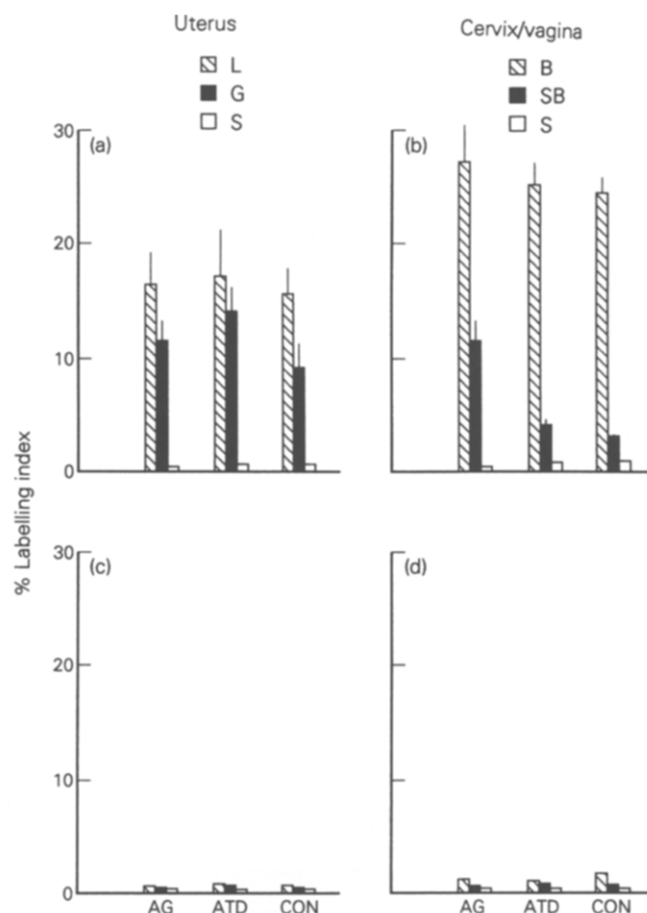 Uterus
L
G
S
Cervix/vagina
B
SB
S
% Labelling index
(a)
30
20
10
0
(b)
(c)
30
20
10
0
AG ATD CON
(d)
AG ATD CON